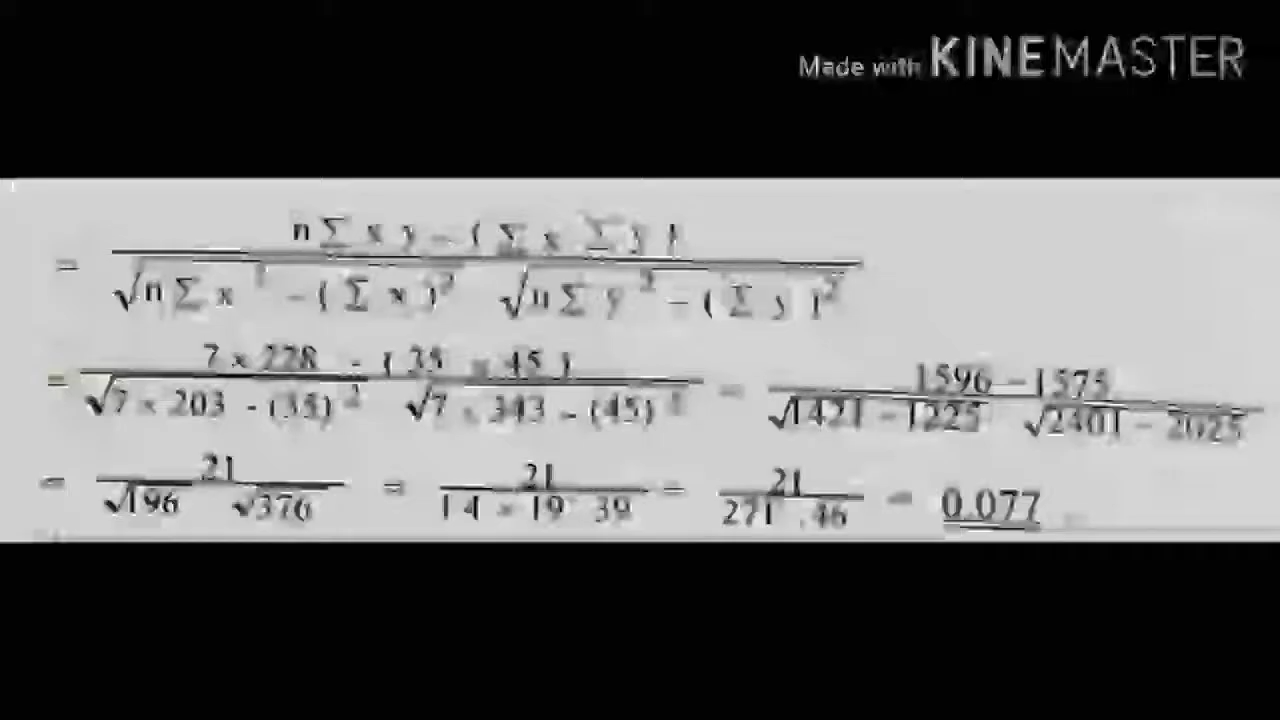 Made with KINEMASTER
= n Σ x y – ( Σ x Σ y ) / √n Σ x² – ( Σ x )² √n Σ y² – ( Σ y )²
= 7 × 228 - ( 35 × 45 ) / √7 × 203 - (35)² √7 × 343 – (45)² = 1596 – 1575 / √1421 – 1225 √2401 – 2025
= 21 / √196 √376 = 21 / 14 × 19.39 = 21 / 271.46 = 0.077